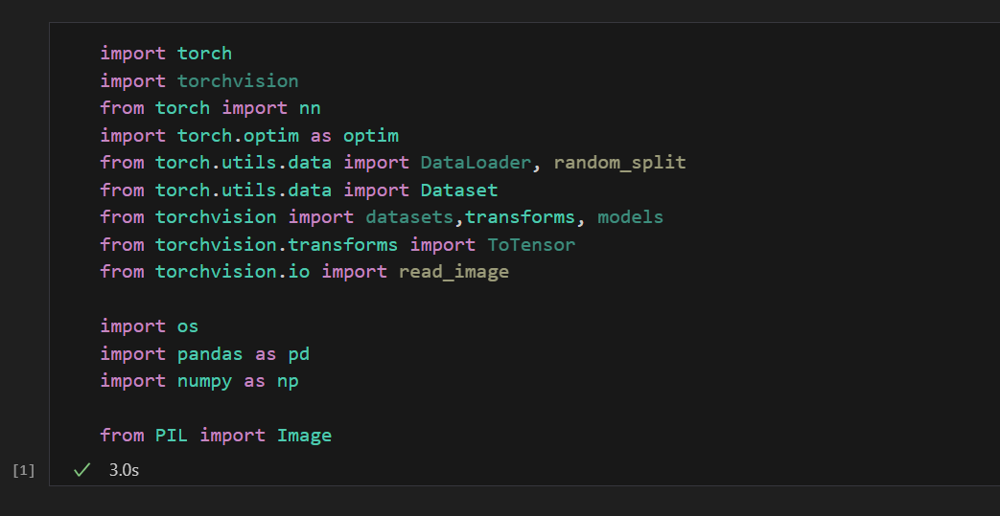 import torch
import torchvision
from torch import nn
import torch.optim as optim
from torch.utils.data import DataLoader, random_split
from torch.utils.data import Dataset
from torchvision import datasets,transforms, models
from torchvision.transforms import ToTensor
from torchvision.io import read_image
import os
import pandas as pd
import numpy as np
from PIL import Image
[1] ✓ 3.0s